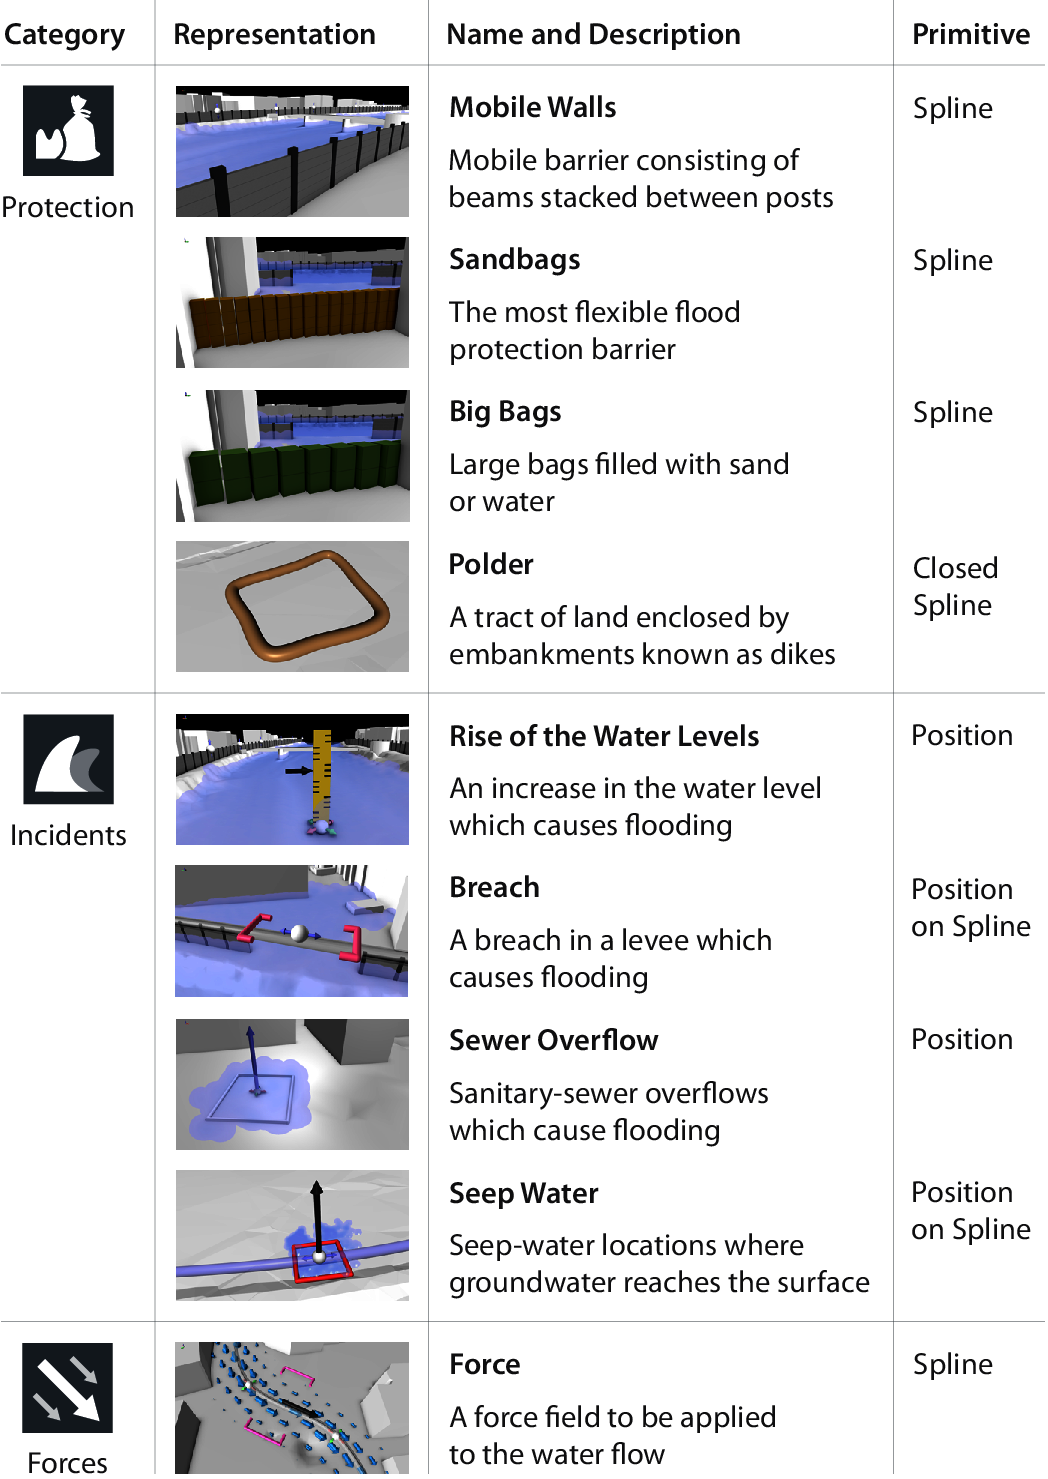 Category Representation Name and Description Primitive
Protection
Mobile Walls
Mobile barrier consisting of
beams stacked between posts
Spline
Sandbags
The most flexible flood
protection barrier
Spline
Big Bags
Large bags filled with sand
or water
Spline
Polder
A tract of land enclosed by
embankments known as dikes
Closed
Spline
Incidents
Rise of the Water Levels
An increase in the water level
which causes flooding
Position
Breach
A breach in a levee which
causes flooding
Position
on Spline
Sewer Overflow
Sanitary-sewer overflows
which cause flooding
Position
Seep Water
Seep-water locations where
groundwater reaches the surface
Position
on Spline
Forces
Force
A force field to be applied
to the water flow
Spline